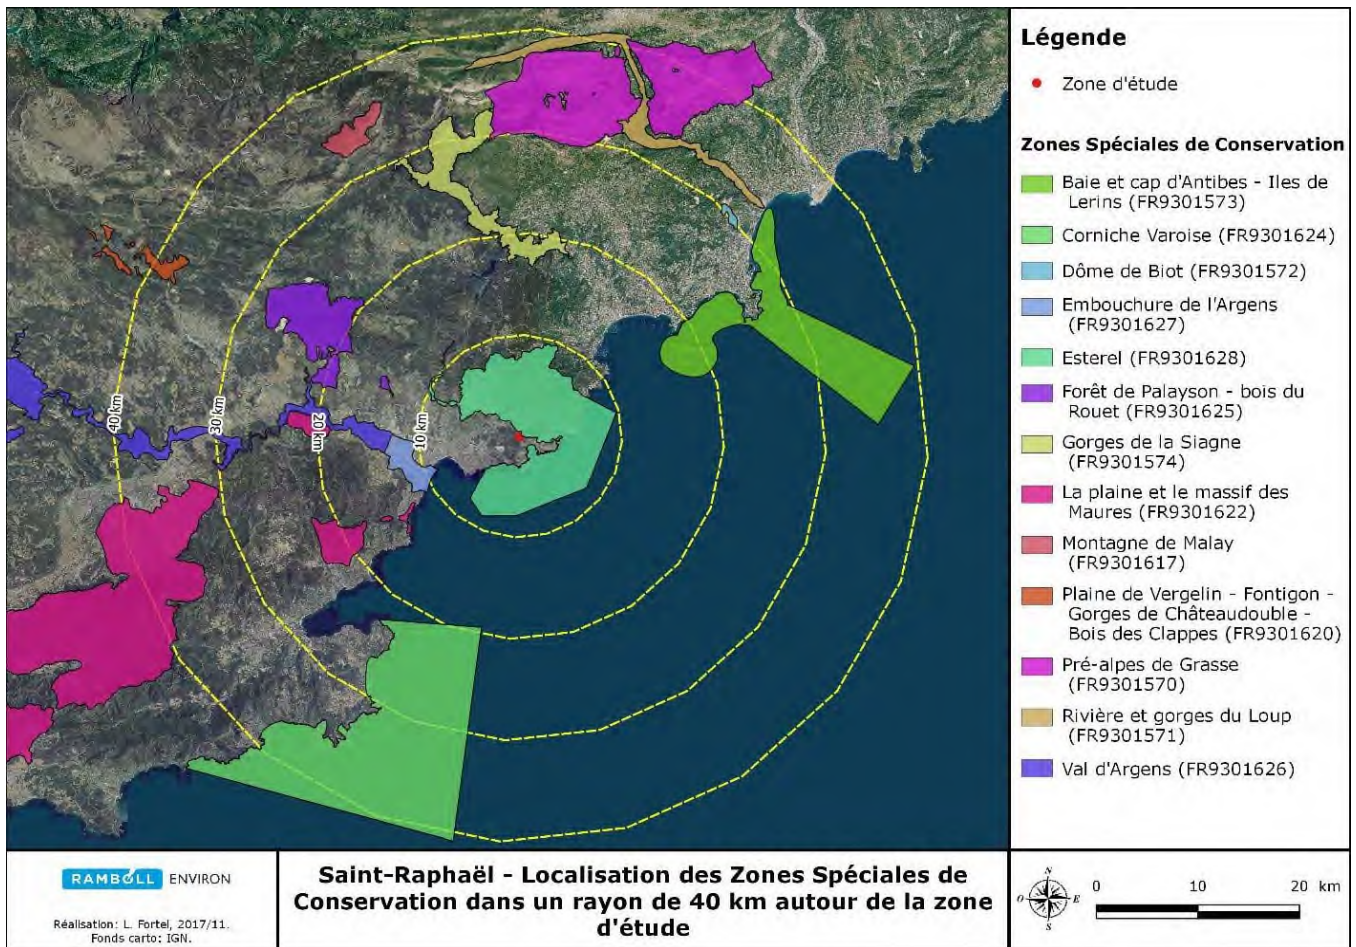 40 km
30 km
20 km
10 km
Légende
Zone d'étude
Zones Spéciales de Conservation
Baie et cap d'Antibes - Iles de
Lerins (FR9301573)
Corniche Varoise (FR9301624)
Dôme de Biot (FR9301572)
Embouchure de l'Argens
(FR9301627)
Esterel (FR9301628)
Forêt de Palayson - bois du
Rouet (FR9301625)
Gorges de la Siagne
(FR9301574)
La plaine et le massif des
Maures (FR9301622)
Montagne de Malay
(FR9301617)
Plaine de Vergelin - Fontigon -
Gorges de Châteaudouble -
Bois des Clappes (FR9301620)
Pré-alpes de Grasse
(FR9301570)
Rivière et gorges du Loup
(FR9301571)
Val d'Argens (FR9301626)
RAMBOLL ENVIRON
Réalisation: L. Fortel, 2017/11.
Fonds carto: IGN.
Saint-Raphaël - Localisation des Zones Spéciales de
Conservation dans un rayon de 40 km autour de la zone
d'étude
N
O E
S
0 10 20 km